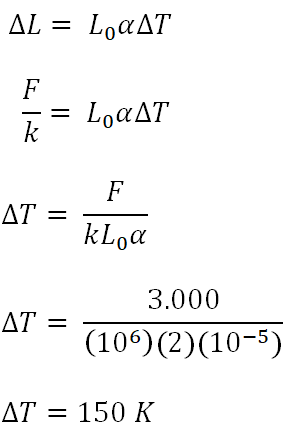 ΔL = L₀αΔT
F/k = L₀αΔT
ΔT = F/(kL₀α)
ΔT = 3.000/((10⁶)(2)(10⁻⁵))
ΔT = 150 K